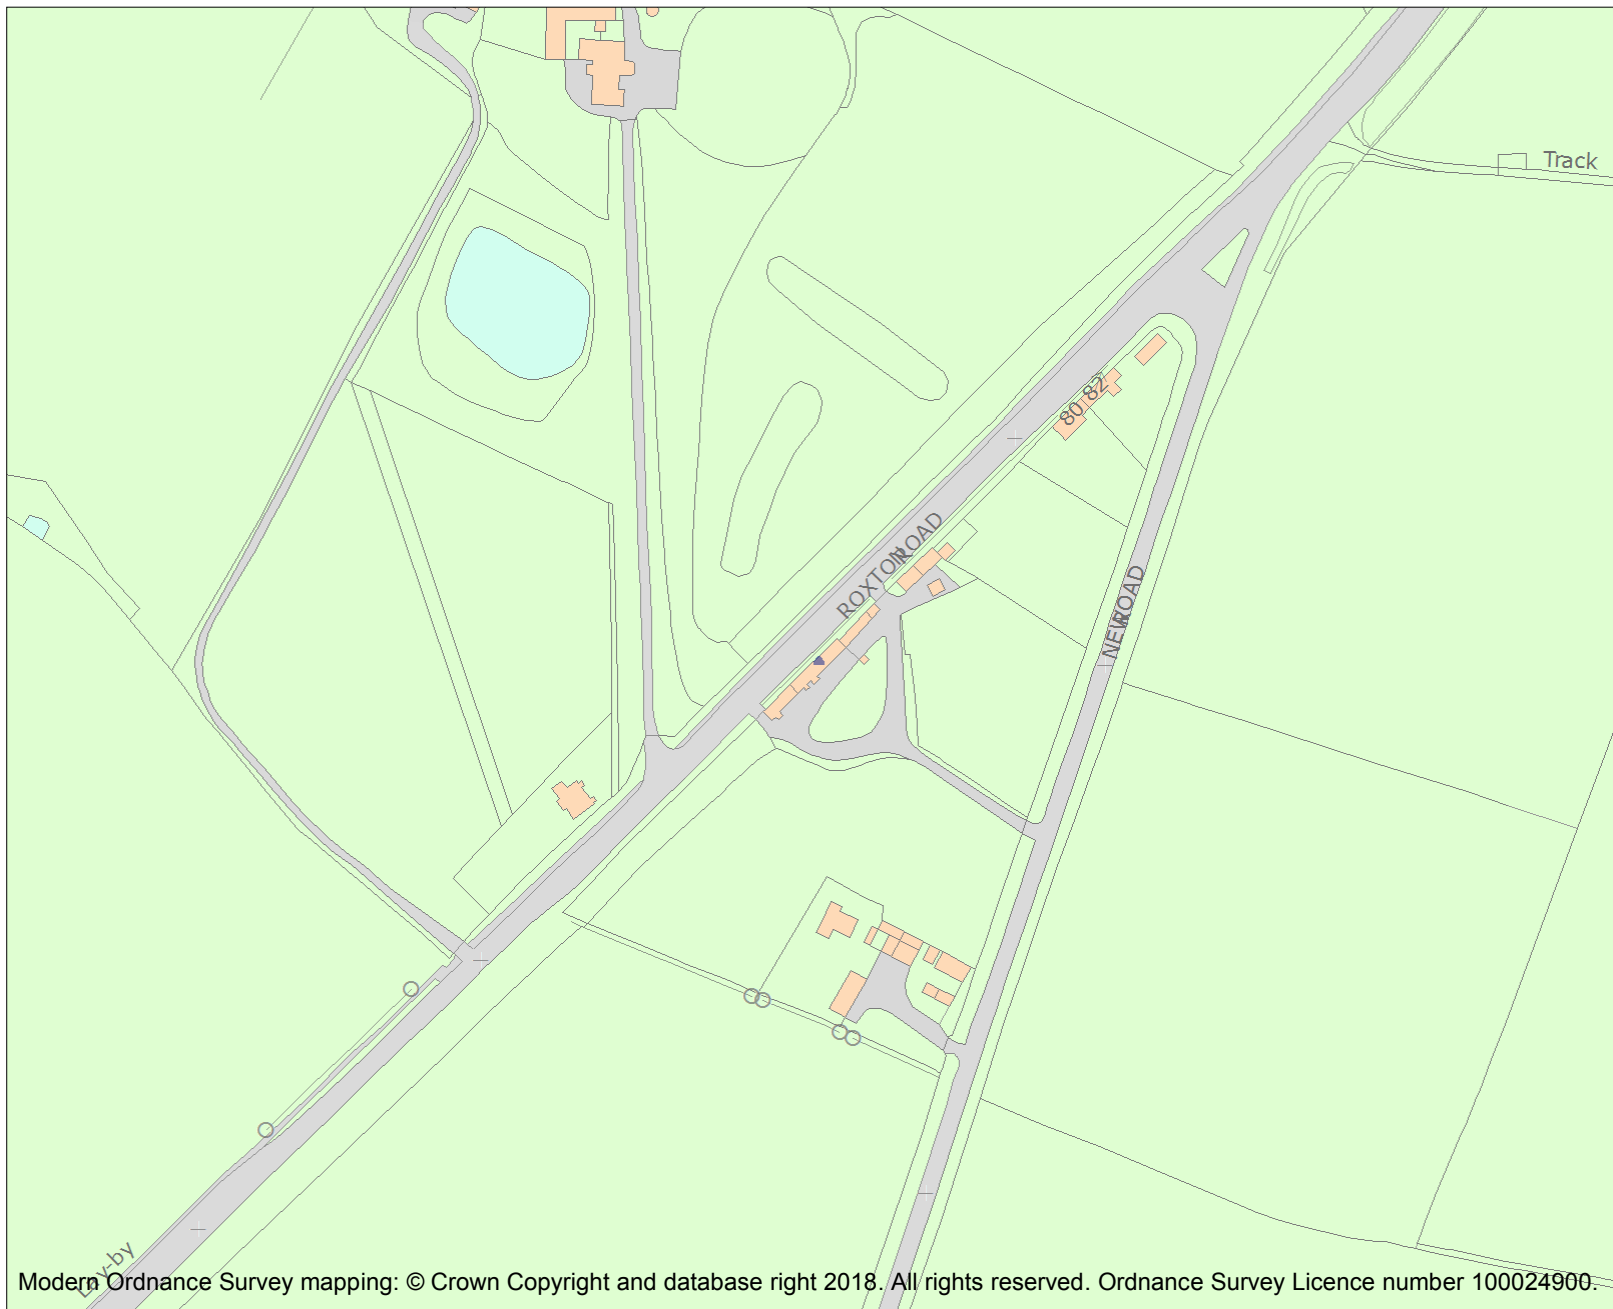 Track
80 82
ROXTON ROAD
NEW ROAD
Lay-by
Modern Ordnance Survey mapping: © Crown Copyright and database right 2018. All rights reserved. Ordnance Survey Licence number 100024900.